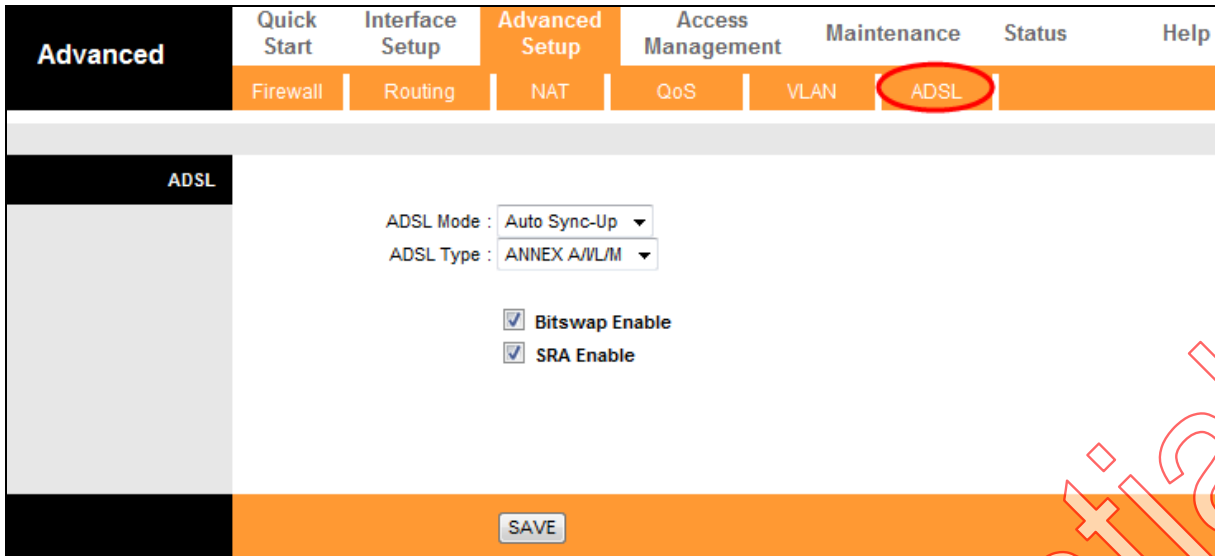 Advanced
Quick Start
Interface Setup
Advanced Setup
Access Management
Maintenance
Status
Help
Firewall
Routing
NAT
QoS
VLAN
ADSL
ADSL
ADSL Mode : Auto Sync-Up
ADSL Type : ANNEX A/I/L/M
Bitswap Enable
SRA Enable
SAVE